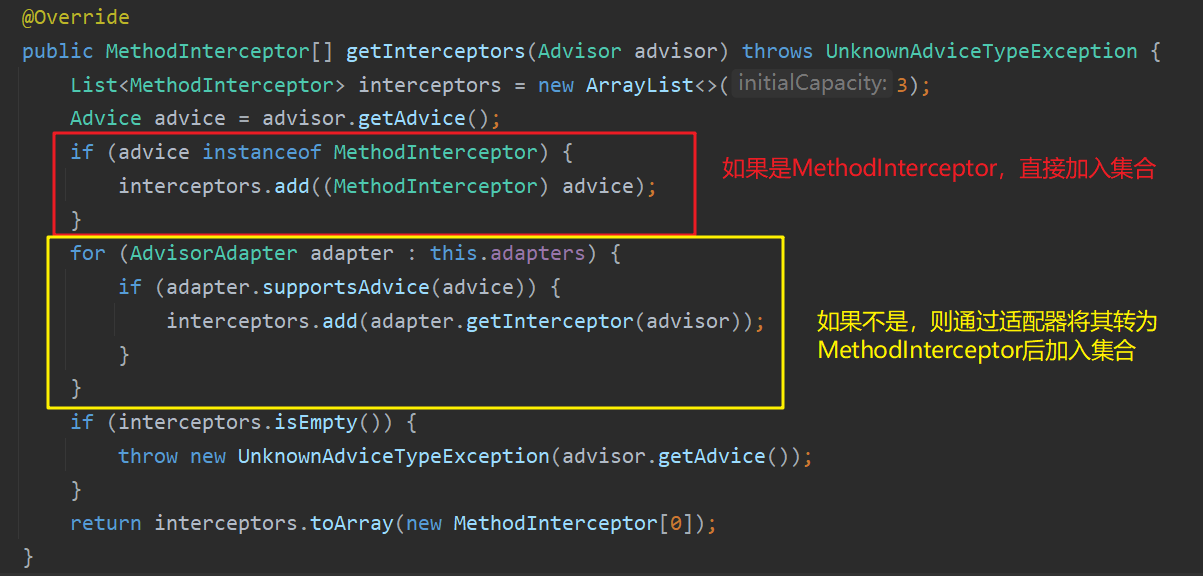 @Override
public MethodInterceptor[] getInterceptors(Advisor advisor) throws UnknownAdviceTypeException {
List<MethodInterceptor> interceptors = new ArrayList<>( initialCapacity: 3);
Advice advice = advisor.getAdvice();
if (advice instanceof MethodInterceptor) {
interceptors.add((MethodInterceptor) advice);
}
如果是MethodInterceptor，直接加入集合
for (AdvisorAdapter adapter : this.adapters) {
if (adapter.supportsAdvice(advice)) {
interceptors.add(adapter.getInterceptor(advisor));
}
}
如果不是，则通过适配器将其转为
MethodInterceptor后加入集合
if (interceptors.isEmpty()) {
throw new UnknownAdviceTypeException(advisor.getAdvice());
}
return interceptors.toArray(new MethodInterceptor[0]);
}